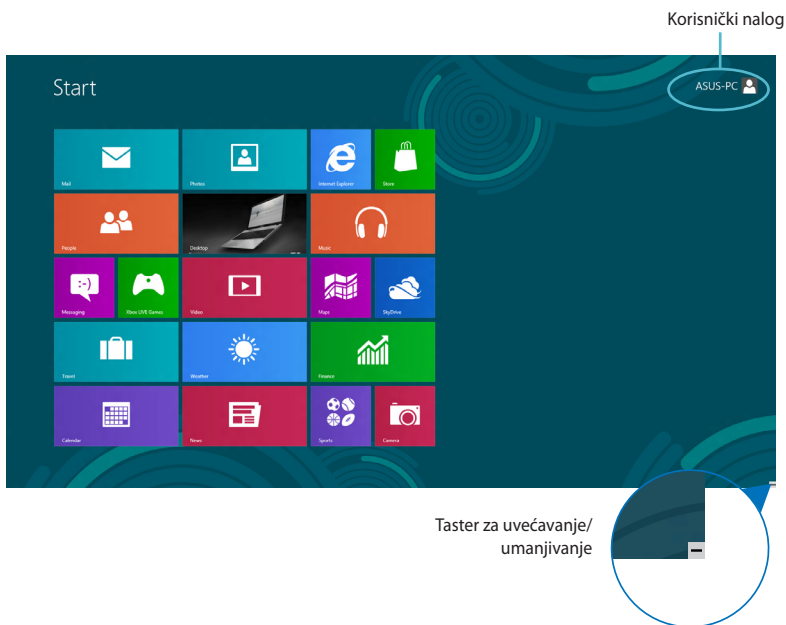 Korisnički nalog
Start
ASUS-PC
Mail
Photos
Internet Explorer
Store
People
Desktop
Music
Messaging
Xbox LIVE Games
Video
Maps
SkyDrive
Travel
Weather
Finance
Calendar
News
Sports
Camera
Taster za uvećavanje/
umanjivanje